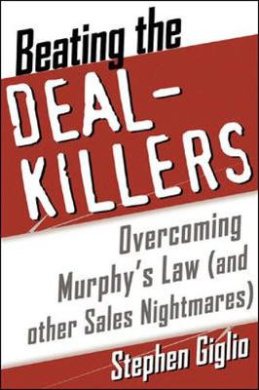 Beating the
DEAL-
KILLERS
Overcoming
Murphy's Law (and
other Sales Nightmares)
Stephen Giglio